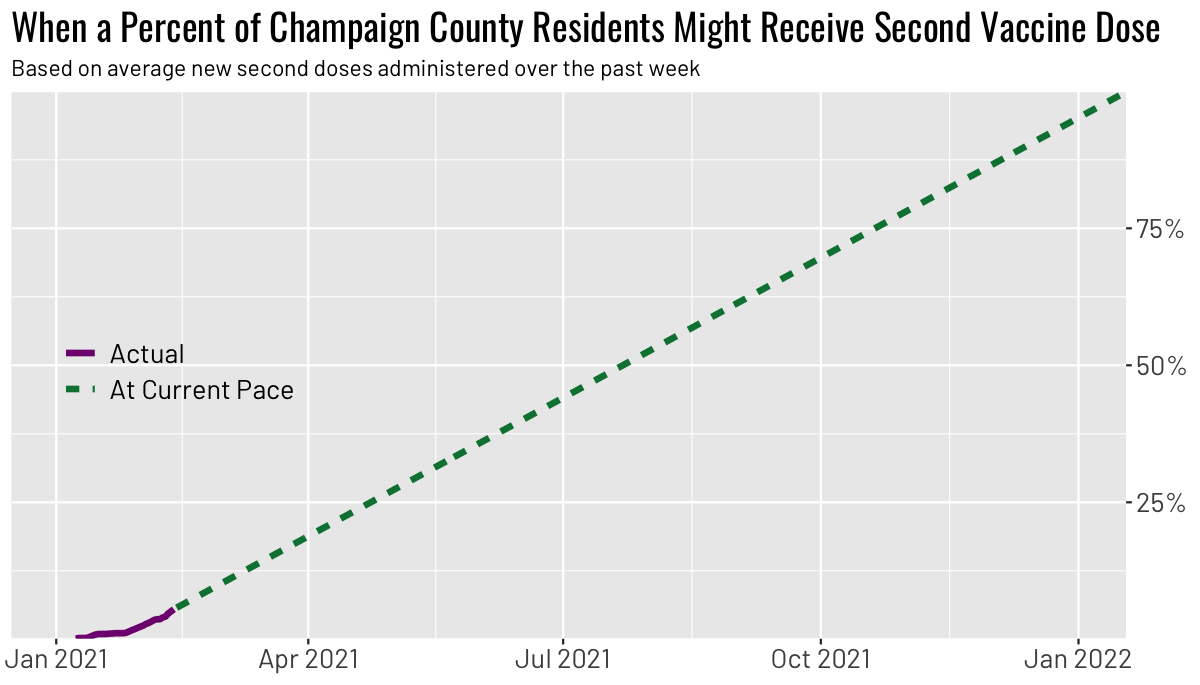 When a Percent of Champaign County Residents Might Receive Second Vaccine Dose
Based on average new second doses administered over the past week
75%
50%
25%
Actual
At Current Pace
Jan 2021 Apr 2021 Jul 2021 Oct 2021 Jan 2022